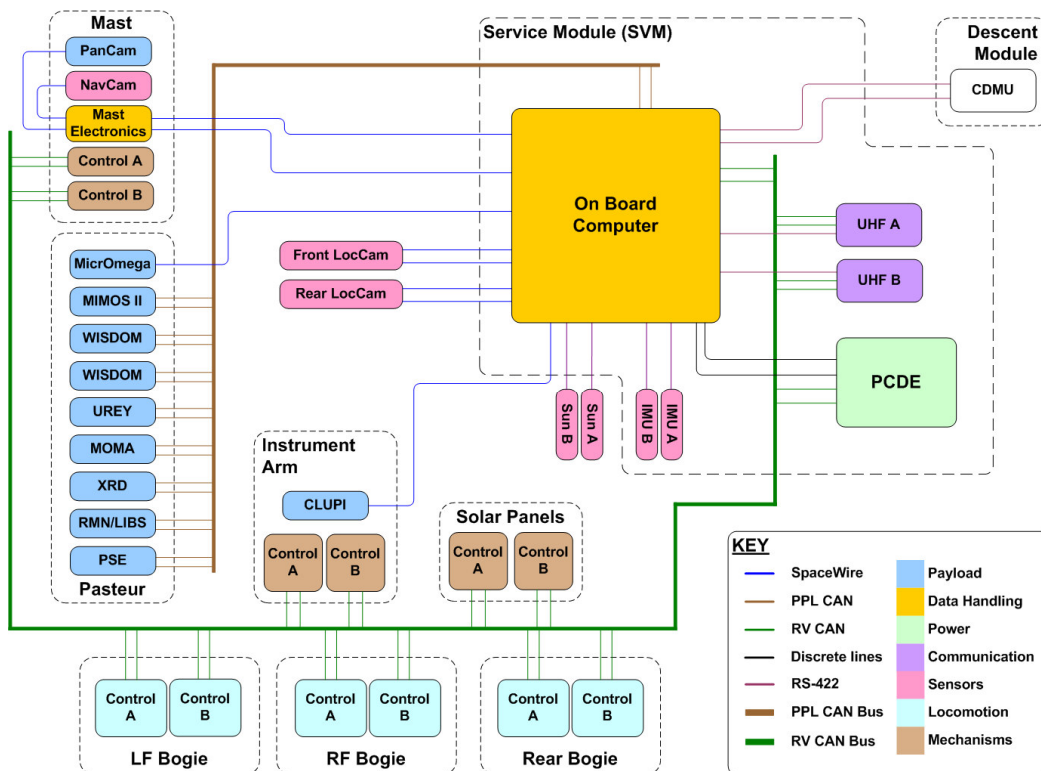 Mast
PanCam
NavCam
Mast
Electronics
Control A
Control B
Service Module (SVM)
Descent
Module
CDMU
On Board
Computer
UHF A
UHF B
PCDE
Front LocCam
Rear LocCam
Sun B
Sun A
IMU B
IMU A
MicrOmega
MIMOS II
WISDOM
WISDOM
UREY
MOMA
XRD
RMN/LIBS
PSE
Pasteur
Instrument
Arm
CLUPI
Control
A
Control
B
Solar Panels
Control
A
Control
B
Control
A
Control
B
LF Bogie
Control
A
Control
B
RF Bogie
Control
A
Control
B
Rear Bogie
KEY
SpaceWire
PPL CAN
RV CAN
Discrete lines
RS-422
PPL CAN Bus
RV CAN Bus
Payload
Data Handling
Power
Communication
Sensors
Locomotion
Mechanisms